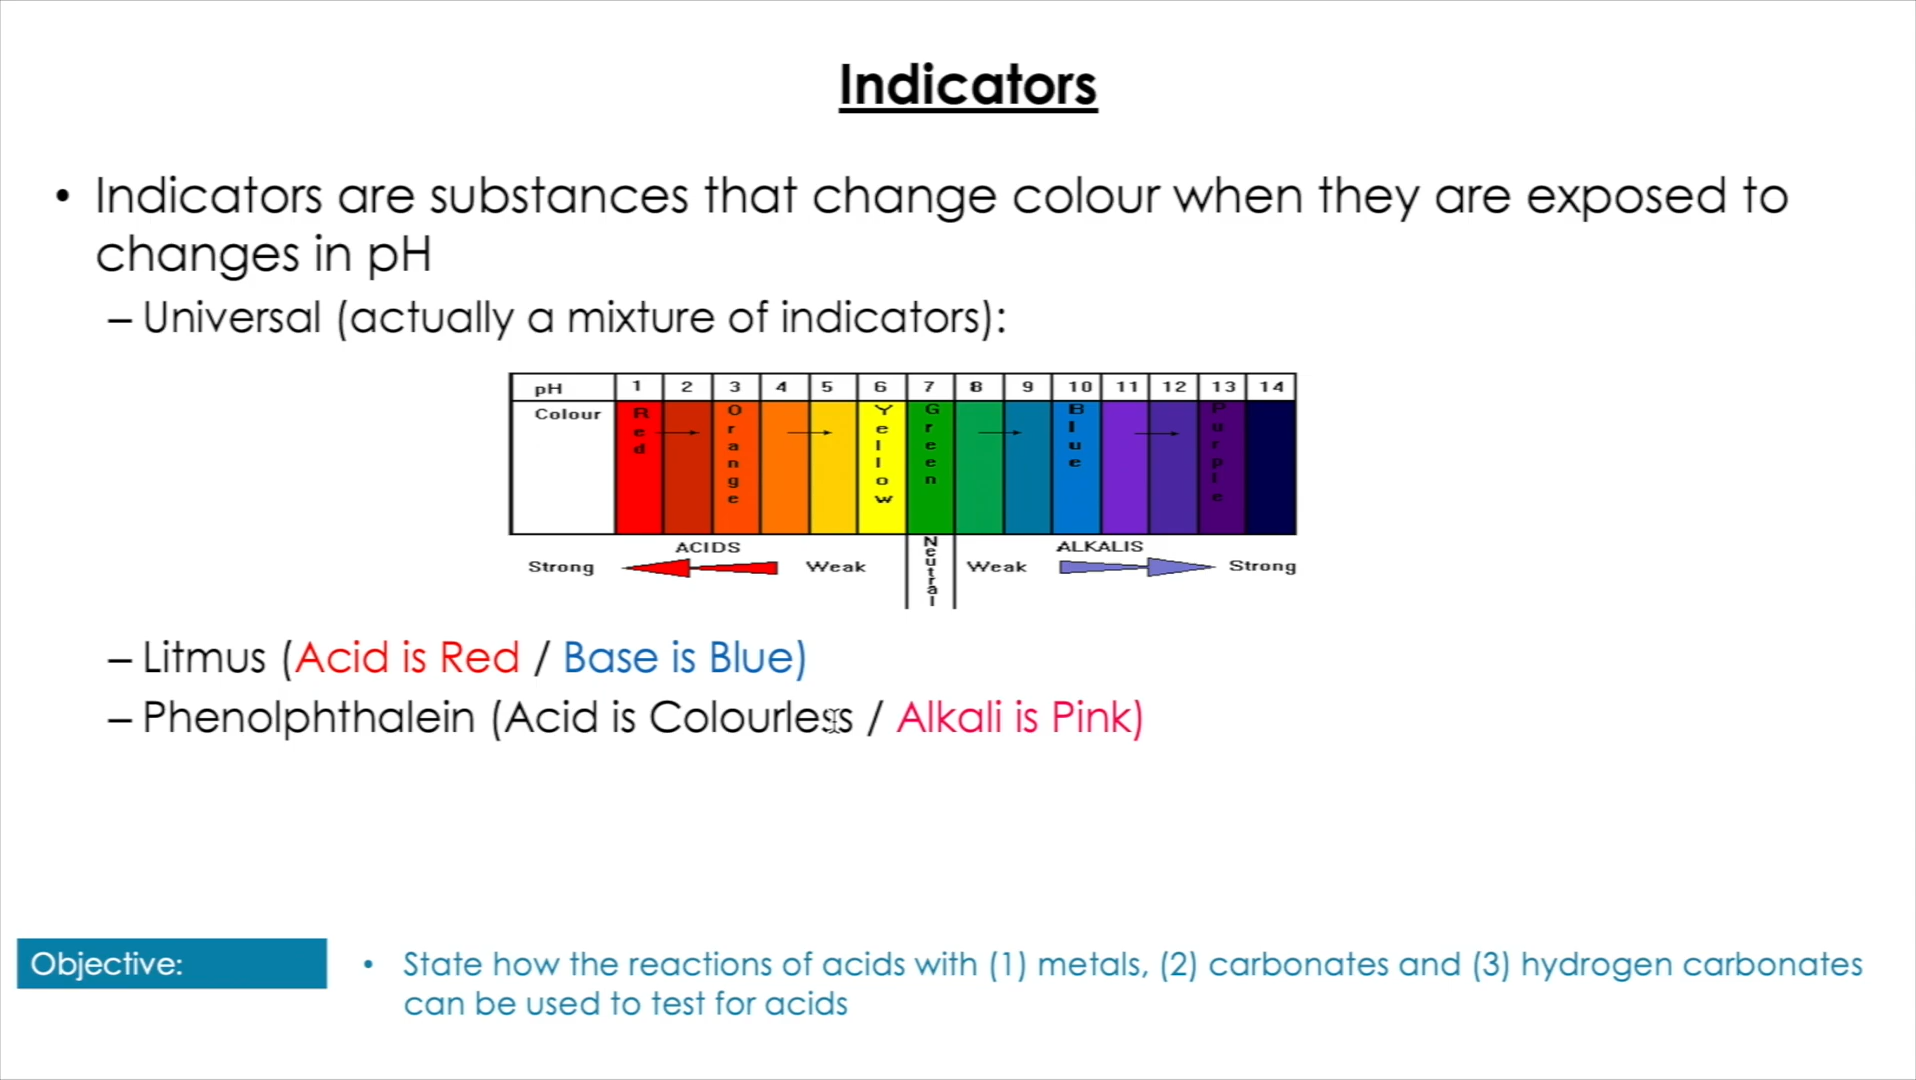 Indicators
• Indicators are substances that change colour when they are exposed to
changes in pH
– Universal (actually a mixture of indicators):
pH 1 2 3 4 5 6 7 8 9 10 11 12 13 14
Colour Red Orange Yellow Green Blue Purple
ACIDS Neutral ALKALIS
Strong Weak Weak Strong
– Litmus (Acid is Red / Base is Blue)
– Phenolphthalein (Acid is Colourless / Alkali is Pink)
Objective:
• State how the reactions of acids with (1) metals, (2) carbonates and (3) hydrogen carbonates
can be used to test for acids